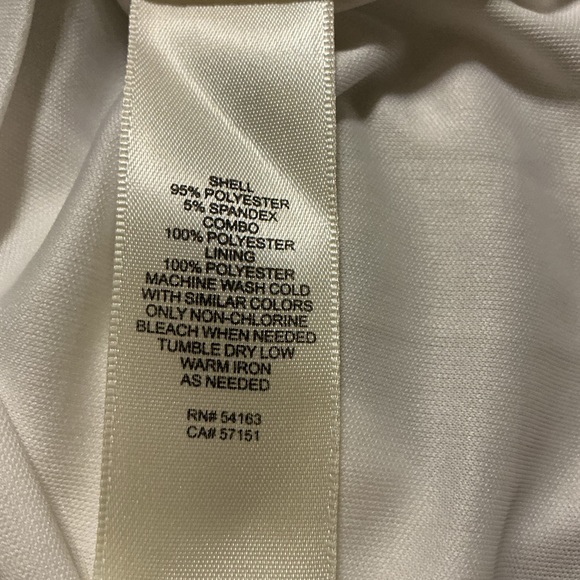 SHELL
95% POLYESTER
5% SPANDEX
COMBO
100% POLYESTER
LINING
100% POLYESTER
MACHINE WASH COLD
WITH SIMILAR COLORS
ONLY NON-CHLORINE
BLEACH WHEN NEEDED
TUMBLE DRY LOW
WARM IRON
AS NEEDED
RN# 54163
CA# 57151